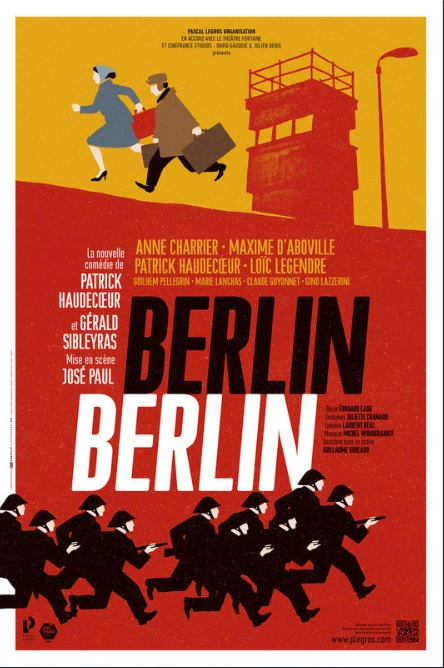 PASCAL LEGROS ORGANISATION
EN ACCORD AVEC LE THÉÂTRE FONTAINE
ET CINÉFRANCE STUDIOS - DAVID GAUQUIÉ & JULIEN DERIS
présente
La nouvelle
comédie de
PATRICK
HAUDECŒUR
et GÉRALD
SIBLEYRAS
Mise en scène
JOSÉ PAUL
ANNE CHARRIER • MAXIME D'ABOVILLE
PATRICK HAUDECŒUR • LOÏC LEGENDRE
GUILHEM PELLEGRIN • MARIE LANCHAS • CLAUDE GUYONNET • GINO LAZZERINI
BERLIN
BERLIN
Décor ÉDOUARD LAUG
Costumes JULIETTE CHANAUD
Lumière LAURENT BÉAL
Musique MICHEL WINOGRADOFF
Assistant mise en scène
GUILLAUME RUBEAUD
www.plegros.com